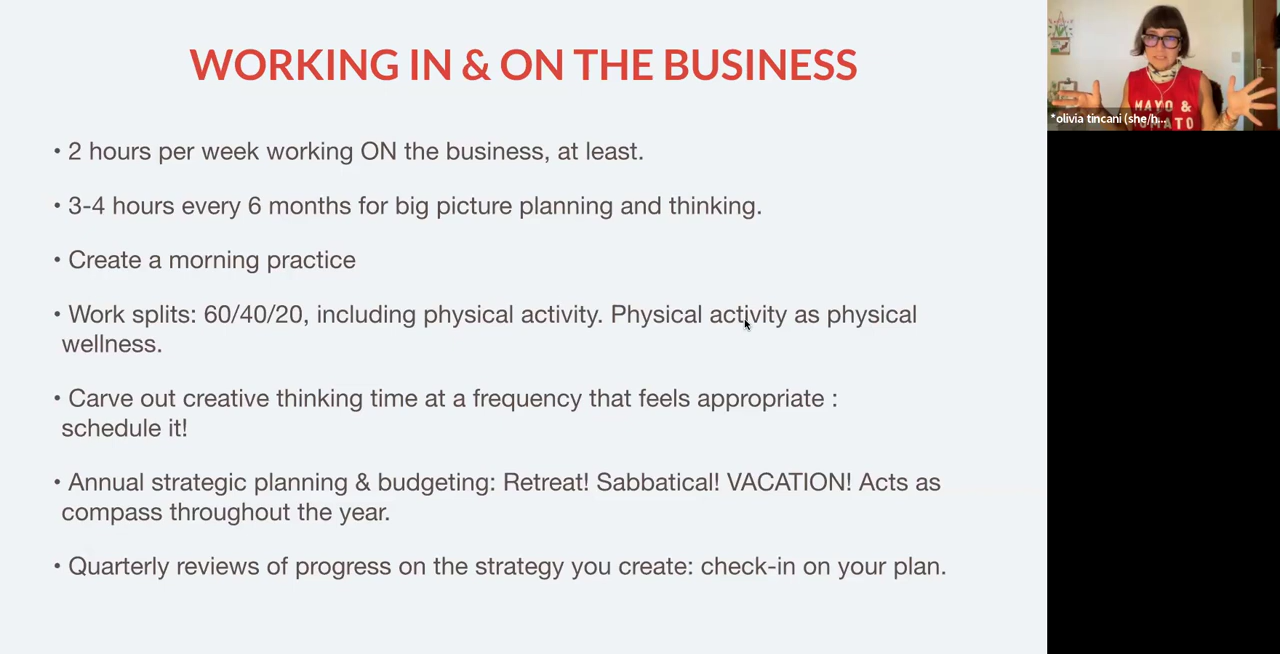 WORKING IN & ON THE BUSINESS
• 2 hours per week working ON the business, at least.
• 3-4 hours every 6 months for big picture planning and thinking.
• Create a morning practice
• Work splits: 60/40/20, including physical activity. Physical activity as physical
wellness.
• Carve out creative thinking time at a frequency that feels appropriate :
schedule it!
• Annual strategic planning & budgeting: Retreat! Sabbatical! VACATION! Acts as
compass throughout the year.
• Quarterly reviews of progress on the strategy you create: check-in on your plan.
MAYO &
TOMATO
*olivia tincani (she/h...